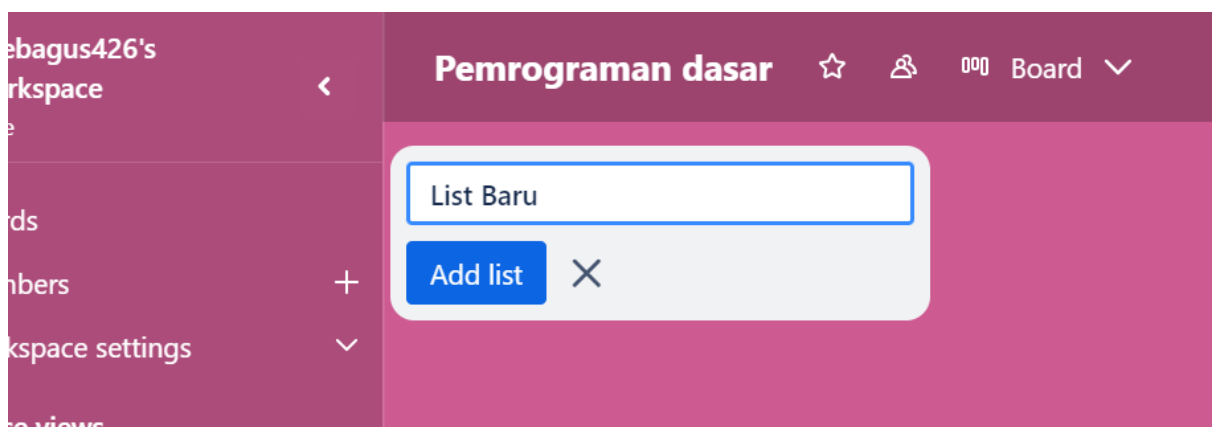 ebagus426's
rkspace
e
rds
nbers
kspace settings
Pemrograman dasar
Board
List Baru
Add list